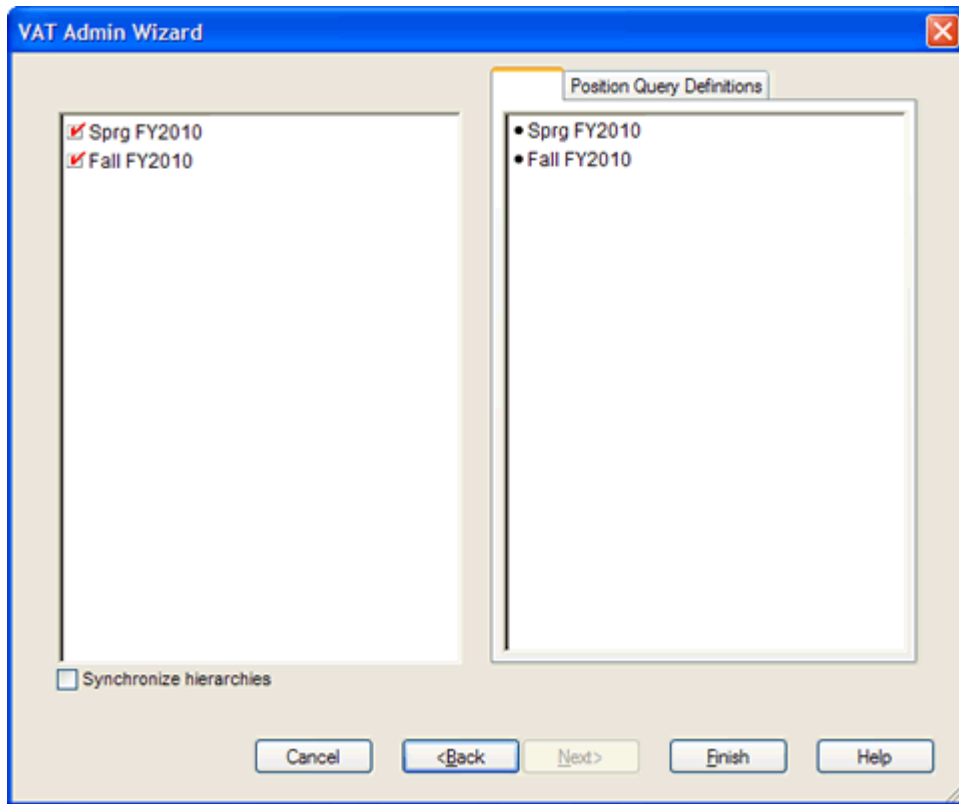 VAT Admin Wizard
Position Query Definitions
Sprg FY2010
Fall FY2010
Sprg FY2010
Fall FY2010
Synchronize hierarchies
Cancel
<Back
Next>
Finish
Help